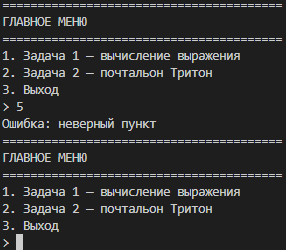 ========================================
ГЛАВНОЕ МЕНЮ
========================================
1. Задача 1 — вычисление выражения
2. Задача 2 — почтальон Тритон
3. Выход
> 5
Ошибка: неверный пункт
========================================
ГЛАВНОЕ МЕНЮ
========================================
1. Задача 1 — вычисление выражения
2. Задача 2 — почтальон Тритон
3. Выход
>